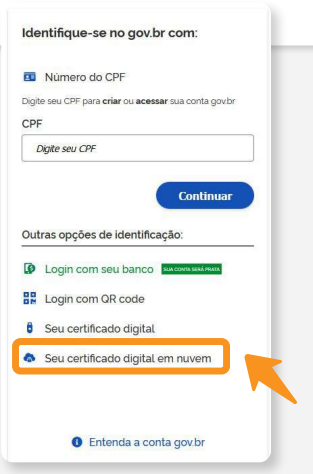 Identifique-se no gov.br com:
Número do CPF
Digite seu CPF para criar ou acessar sua conta gov.br
CPF
Digite seu CPF
Continuar
Outras opções de identificação:
Login com seu banco SUA CONTA SERÁ PRATA
Login com QR code
Seu certificado digital
Seu certificado digital em nuvem
Entenda a conta gov.br